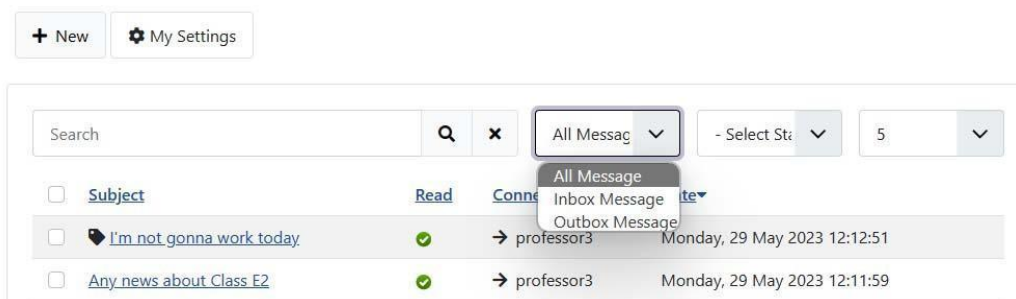 New My Settings
Search All Messag - Select Sta 5
All Message
Inbox Message
Outbox Message
Subject Read Conne te
I'm not gonna work today professor3 Monday, 29 May 2023 12:12:51
Any news about Class E2 professor3 Monday, 29 May 2023 12:11:59